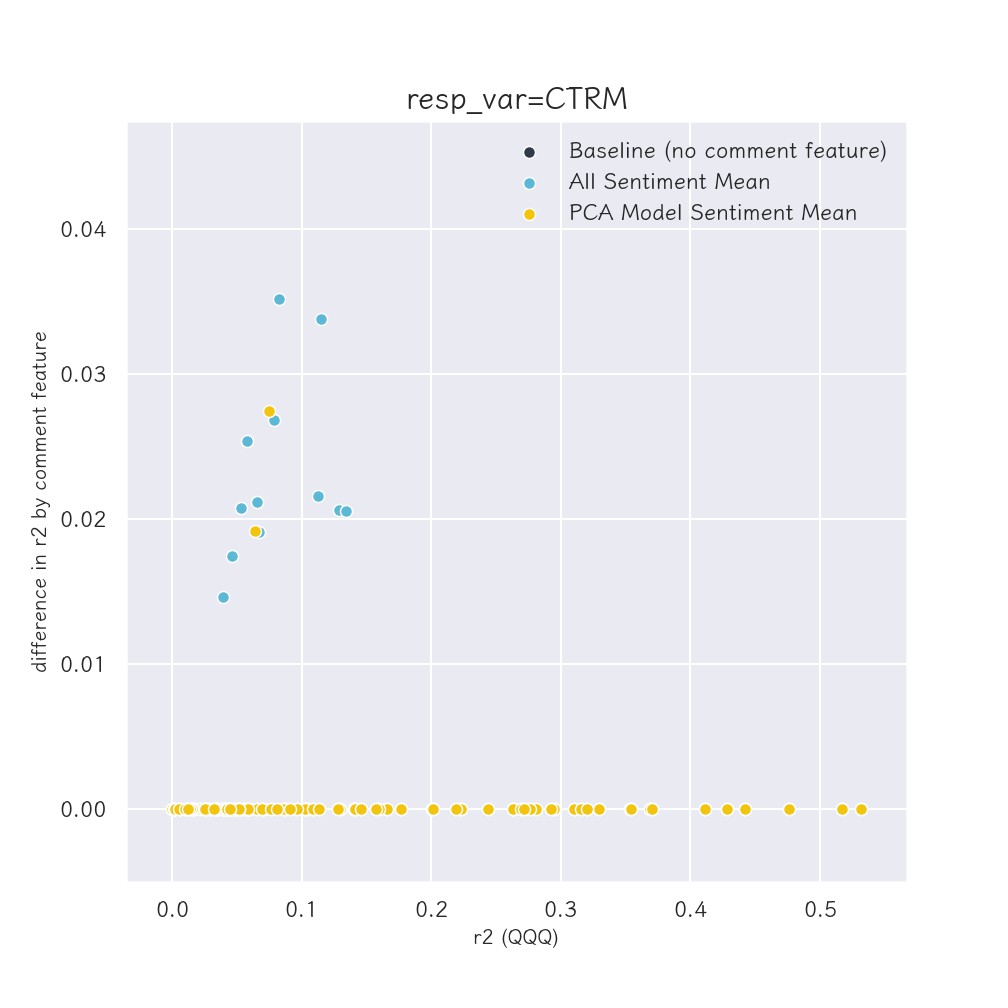 resp_var=CTRM
Baseline (no comment feature)
All Sentiment Mean
PCA Model Sentiment Mean
difference in r2 by comment feature
0.04
0.03
0.02
0.01
0.00
0.0 0.1 0.2 0.3 0.4 0.5
r2 (QQQ)